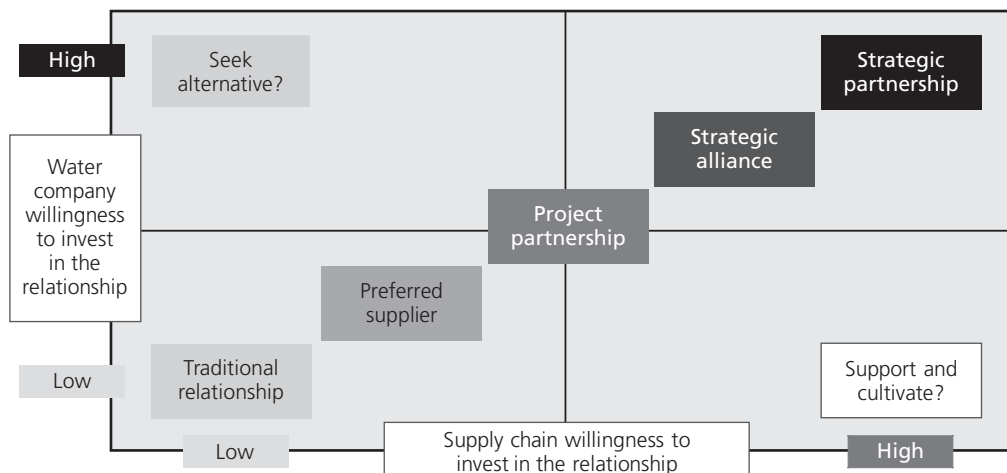 High
Seek
alternative?
Strategic
partnership
Strategic
alliance
Water
company
willingness
to invest
in the
relationship
Project
partnership
Preferred
supplier
Low
Traditional
relationship
Support and
cultivate?
Low
Supply chain willingness to
invest in the relationship
High